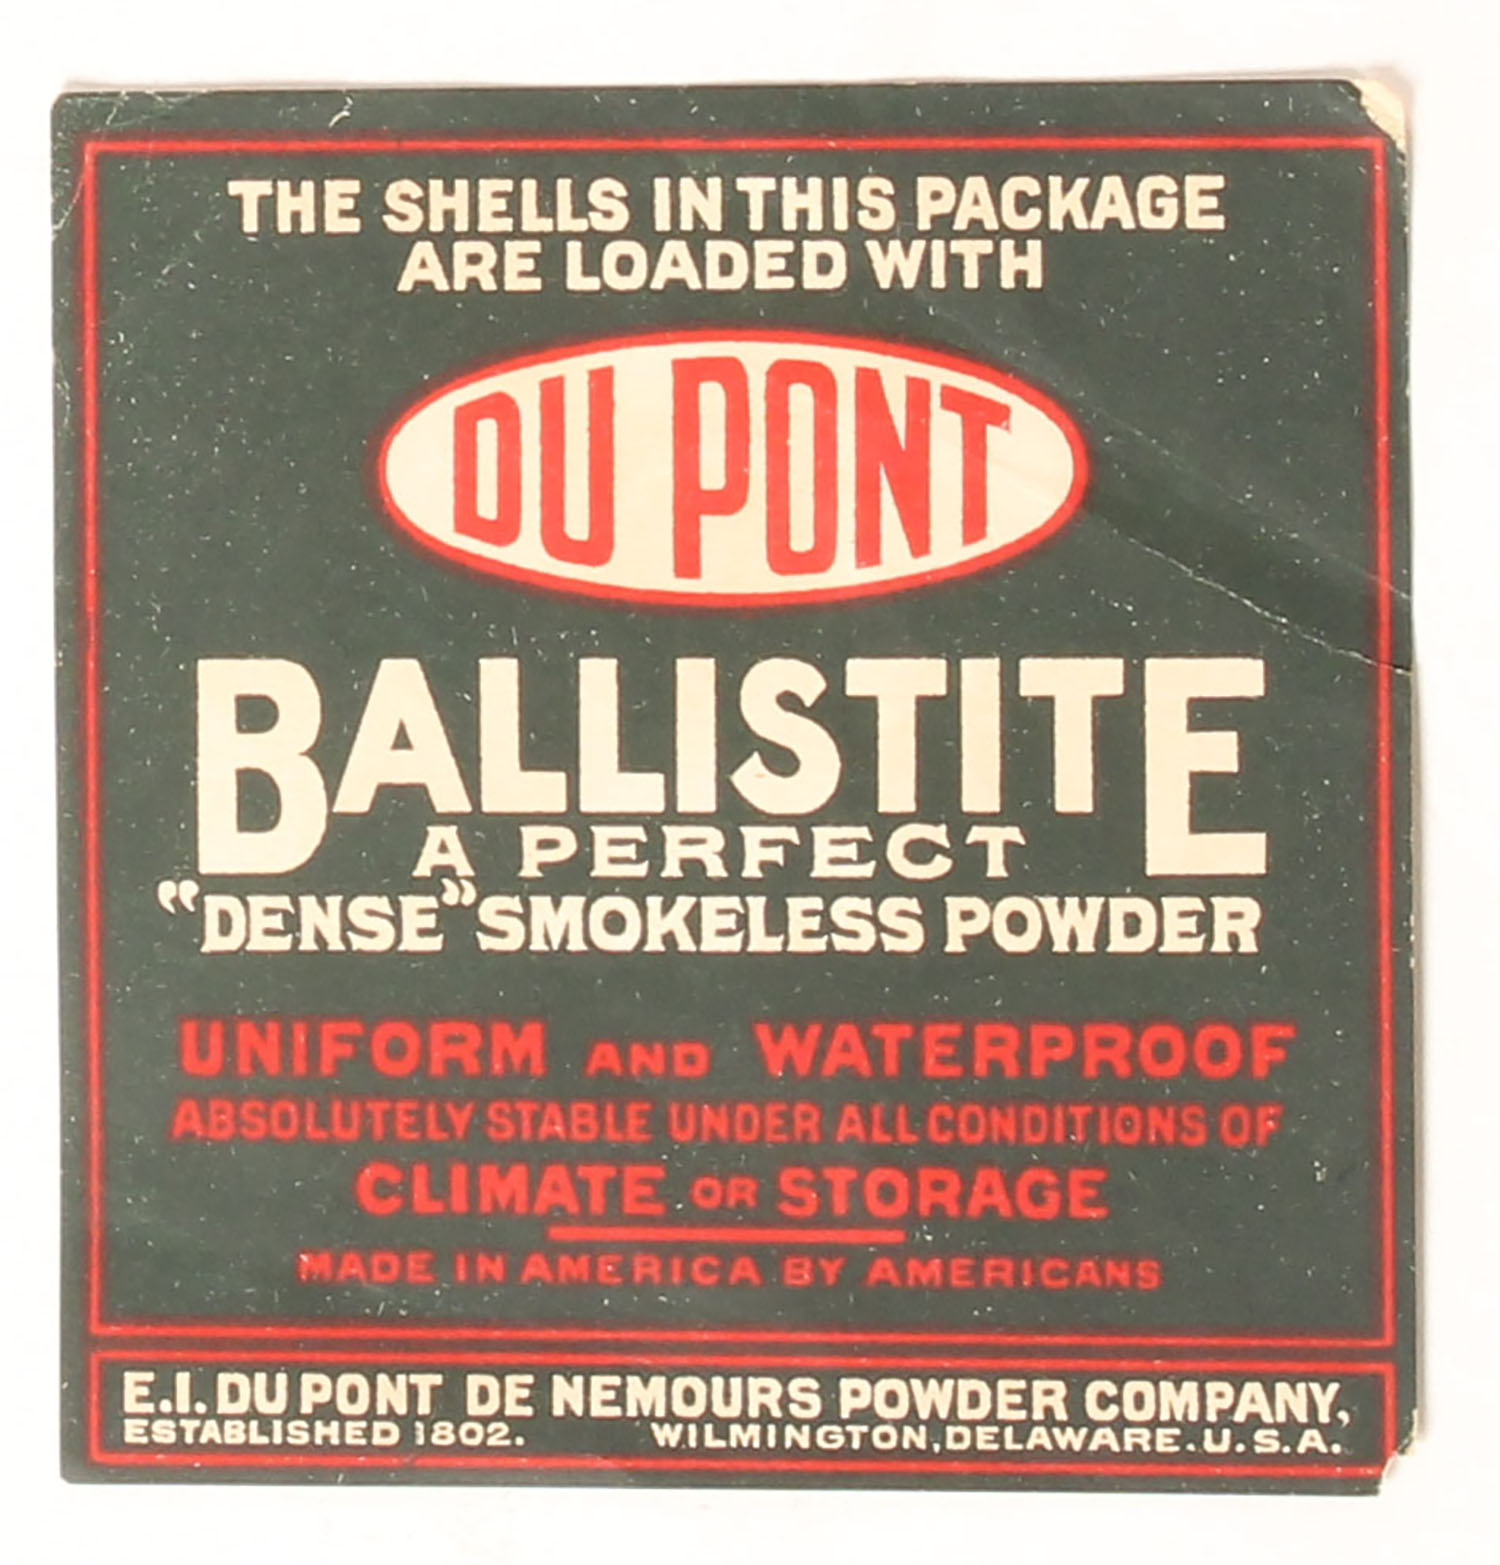 THE SHELLS IN THIS PACKAGE
ARE LOADED WITH
DU PONT
BALLISTITE
A PERFECT
"DENSE" SMOKELESS POWDER
UNIFORM AND WATERPROOF
ABSOLUTELY STABLE UNDER ALL CONDITIONS OF
CLIMATE OR STORAGE
MADE IN AMERICA BY AMERICANS
E.I. DU PONT DE NEMOURS POWDER COMPANY,
ESTABLISHED 1802. WILMINGTON, DELAWARE. U.S.A.